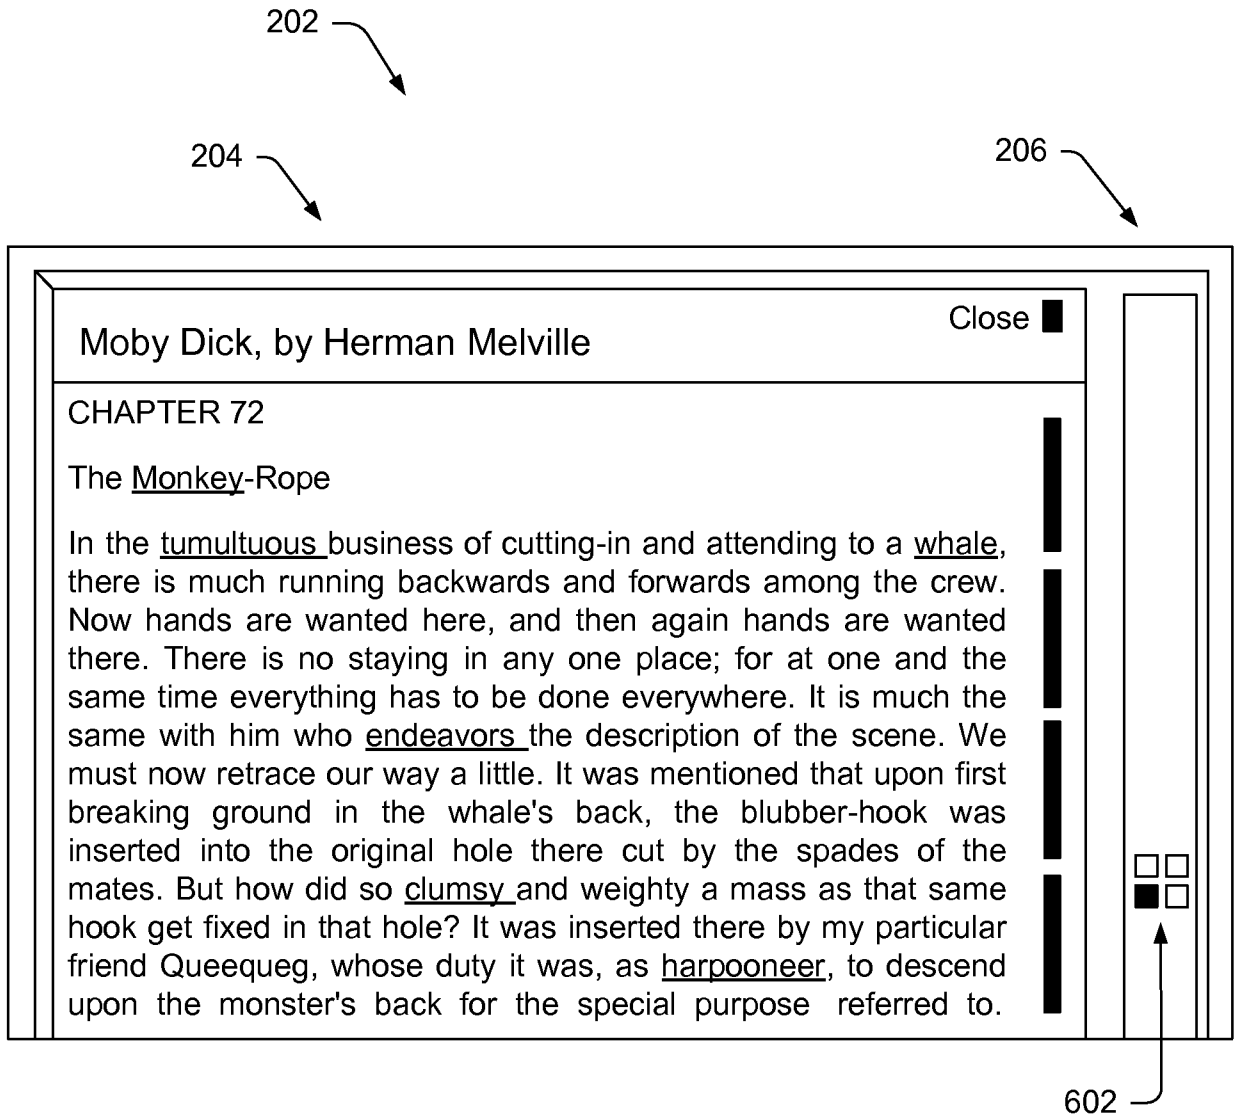 202
204
206
Close
Moby Dick, by Herman Melville
CHAPTER 72
The Monkey-Rope
In the tumultuous business of cutting-in and attending to a whale,
there is much running backwards and forwards among the crew.
Now hands are wanted here, and then again hands are wanted
there. There is no staying in any one place; for at one and the
same time everything has to be done everywhere. It is much the
same with him who endeavors the description of the scene. We
must now retrace our way a little. It was mentioned that upon first
breaking ground in the whale's back, the blubber-hook was
inserted into the original hole there cut by the spades of the
mates. But how did so clumsy and weighty a mass as that same
hook get fixed in that hole? It was inserted there by my particular
friend Queequeg, whose duty it was, as harpooneer, to descend
upon the monster's back for the special purpose referred to.
602